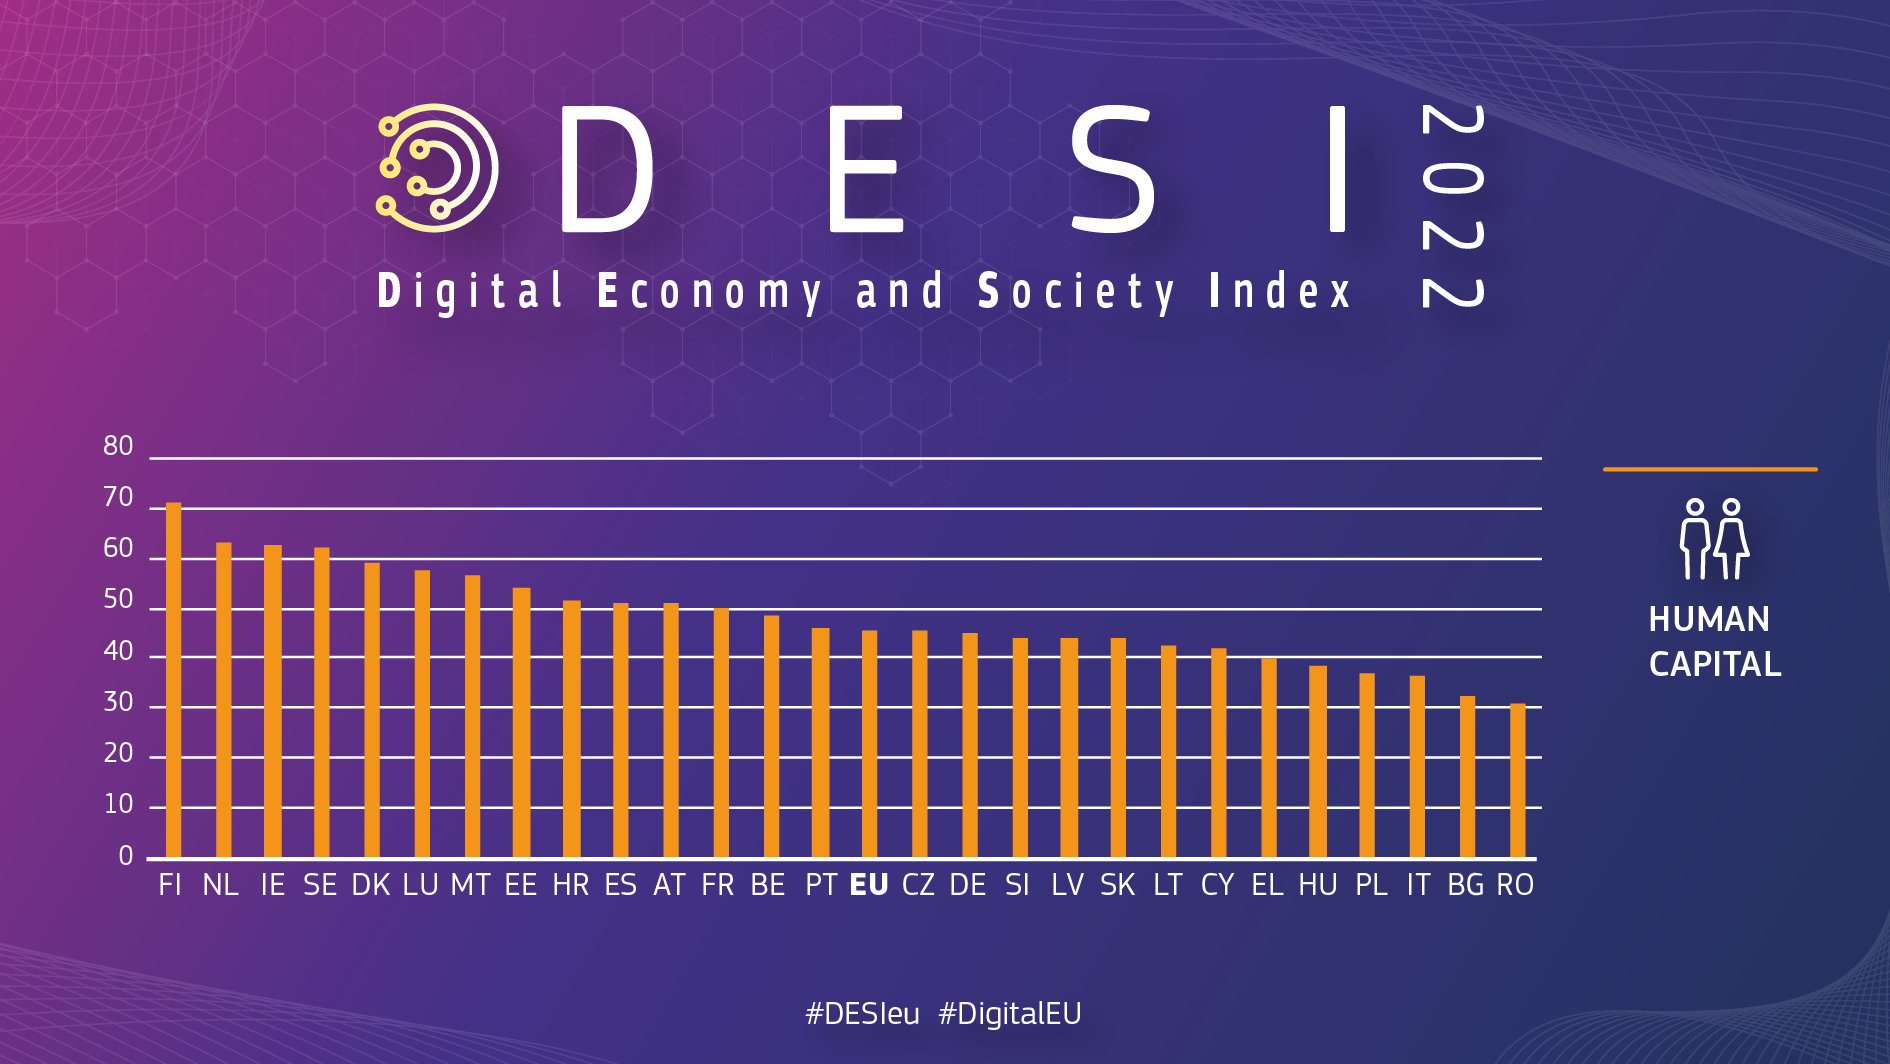 D E S I 2022
Digital Economy and Society Index
80
70
60
50
40
30
20
10
0
FI NL IE SE DK LU MT EE HR ES AT FR BE PT EU CZ DE SI LV SK LT CY EL HU PL IT BG RO
HUMAN
CAPITAL
#DESIeu #DigitalEU